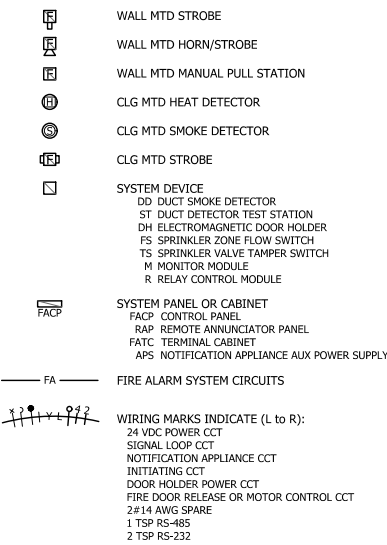 F WALL MTD STROBE
F WALL MTD HORN/STROBE
F WALL MTD MANUAL PULL STATION
H CLG MTD HEAT DETECTOR
S CLG MTD SMOKE DETECTOR
F CLG MTD STROBE
SYSTEM DEVICE
DD DUCT SMOKE DETECTOR
ST DUCT DETECTOR TEST STATION
DH ELECTROMAGNETIC DOOR HOLDER
FS SPRINKLER ZONE FLOW SWITCH
TS SPRINKLER VALVE TAMPER SWITCH
M MONITOR MODULE
R RELAY CONTROL MODULE
SYSTEM PANEL OR CABINET
FACP
FACP CONTROL PANEL
RAP REMOTE ANNUNCIATOR PANEL
FATC TERMINAL CABINET
APS NOTIFICATION APPLIANCE AUX POWER SUPPLY
FA FIRE ALARM SYSTEM CIRCUITS
WIRING MARKS INDICATE (L to R):
24 VDC POWER CCT
SIGNAL LOOP CCT
NOTIFICATION APPLIANCE CCT
INITIATING CCT
DOOR HOLDER POWER CCT
FIRE DOOR RELEASE OR MOTOR CONTROL CCT
2#14 AWG SPARE
1 TSP RS-485
2 TSP RS-232